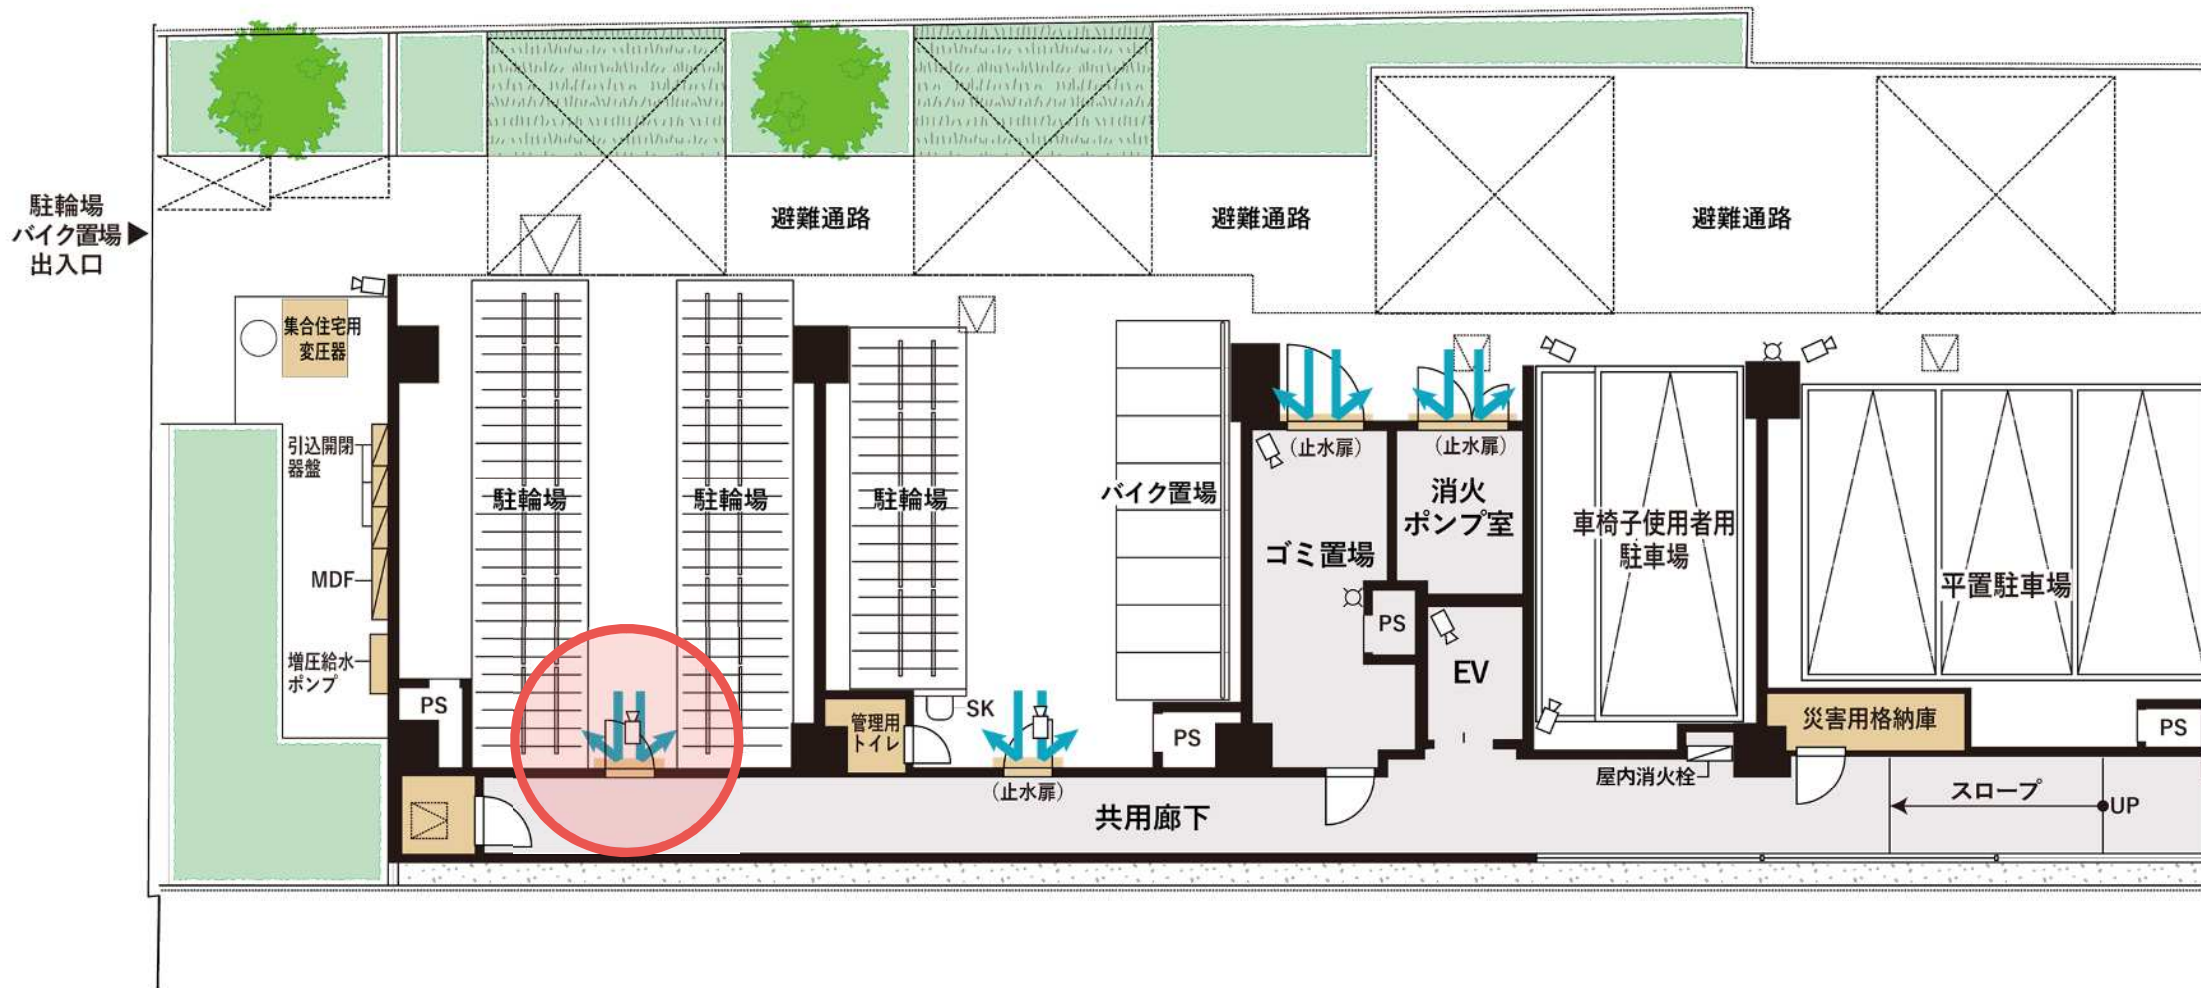 駐輪場
バイク置場
出入口
避難通路
避難通路
避難通路
集合住宅用
変圧器
引込開閉
器盤
MDF
増圧給水
ポンプ
PS
駐輪場
駐輪場
駐輪場
バイク置場
管理用
トイレ
SK
(止水扉)
PS
(止水扉)
ゴミ置場
(止水扉)
消火
ポンプ室
PS
EV
車椅子使用者用
駐車場
平置駐車場
災害用格納庫
PS
屋内消火栓
共用廊下
スロープ
UP